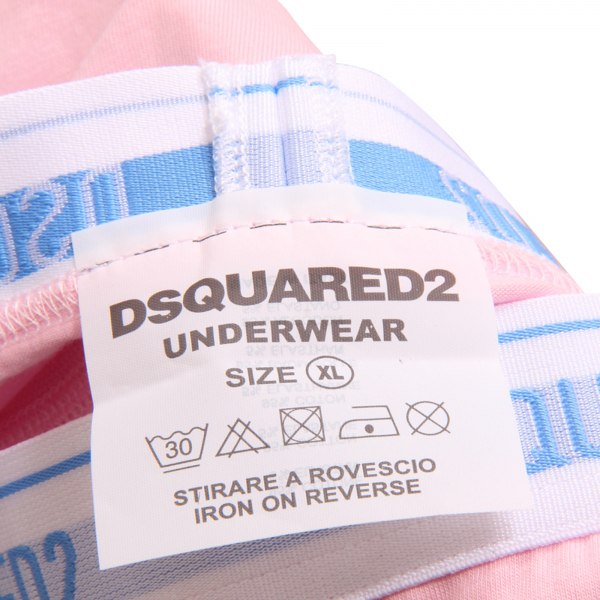 DSQUARED2
UNDERWEAR
SIZE XL
30
STIRARE A ROVESCIO
IRON ON REVERSE